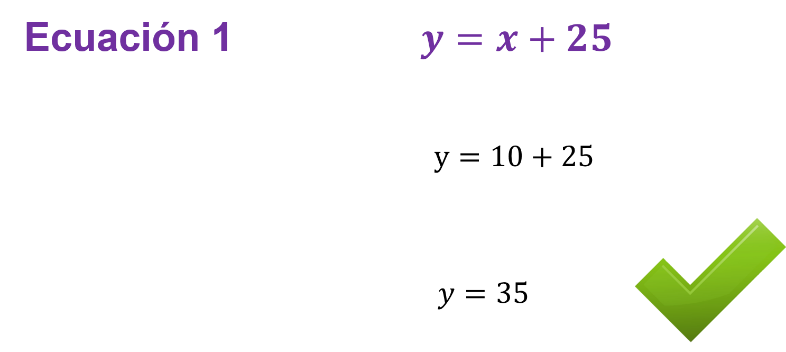 Ecuación 1 y = x + 25
y = 10 + 25
y = 35